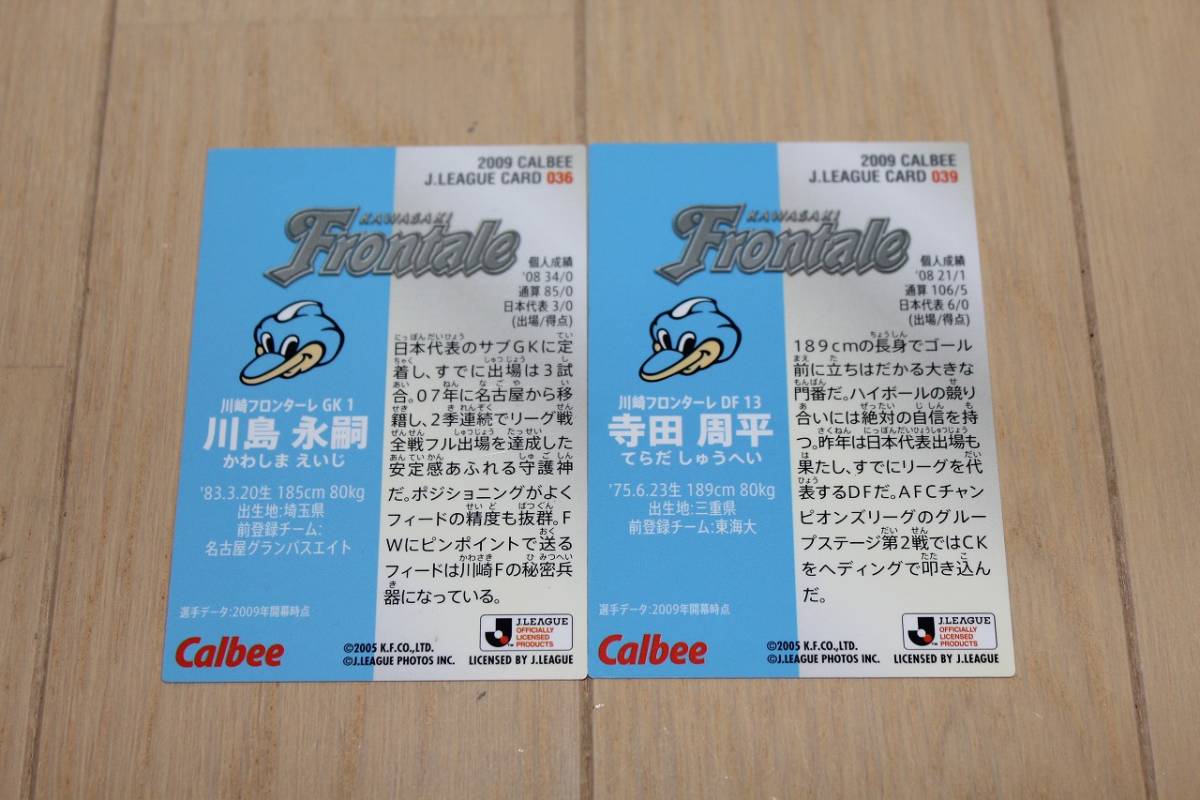 2009 CALBEE
J.LEAGUE CARD 036
KAWASAKI
Frontale
個人成績
'08 34/0
通算 85/0
日本代表 3/0
(出場/得点)
川崎フロンターレ GK 1
川島 永嗣
かわしま えいじ
'83.3.20生 185cm 80kg
出生地:埼玉県
前登録チーム:
名古屋グランパスエイト
選手データ:2009年開幕時点
Calbee
日本代表のサブGKに定
着し、すでに出場は3試
合。07年に名古屋から移
籍し、2季連続でリーグ戦
全戦フル出場を達成した
安定感あふれる守護神
だ。ポジショニングがよく
フィードの精度も抜群。F
Wにピンポイントで送る
フィードは川崎Fの秘密兵
器になっている。
©2005 K.F.CO.,LTD.
©J.LEAGUE PHOTOS INC.
J.LEAGUE
OFFICIALLY
LICENSED
PRODUCTS
LICENSED BY J.LEAGUE
2009 CALBEE
J.LEAGUE CARD 039
KAWASAKI
Frontale
個人成績
'08 21/1
通算 106/5
日本代表 6/0
(出場/得点)
川崎フロンターレ DF 13
寺田 周平
てらだ しゅうへい
'75.6.23生 189cm 80kg
出生地:三重県
前登録チーム:東海大
選手データ:2009年開幕時点
Calbee
189cmの長身でゴール
前に立ちはだかる大きな
門番だ。ハイボールの競り
合いには絶対の自信を持
つ。昨年は日本代表出場も
果たし、すでにリーグを代
表するDFだ。AFCチャン
ピオンズリーグのグルー
プステージ第2戦ではCK
をヘディングで叩き込ん
だ。
©2005 K.F.CO.,LTD.
©J.LEAGUE PHOTOS INC.
J.LEAGUE
OFFICIALLY
LICENSED
PRODUCTS
LICENSED BY J.LEAGUE